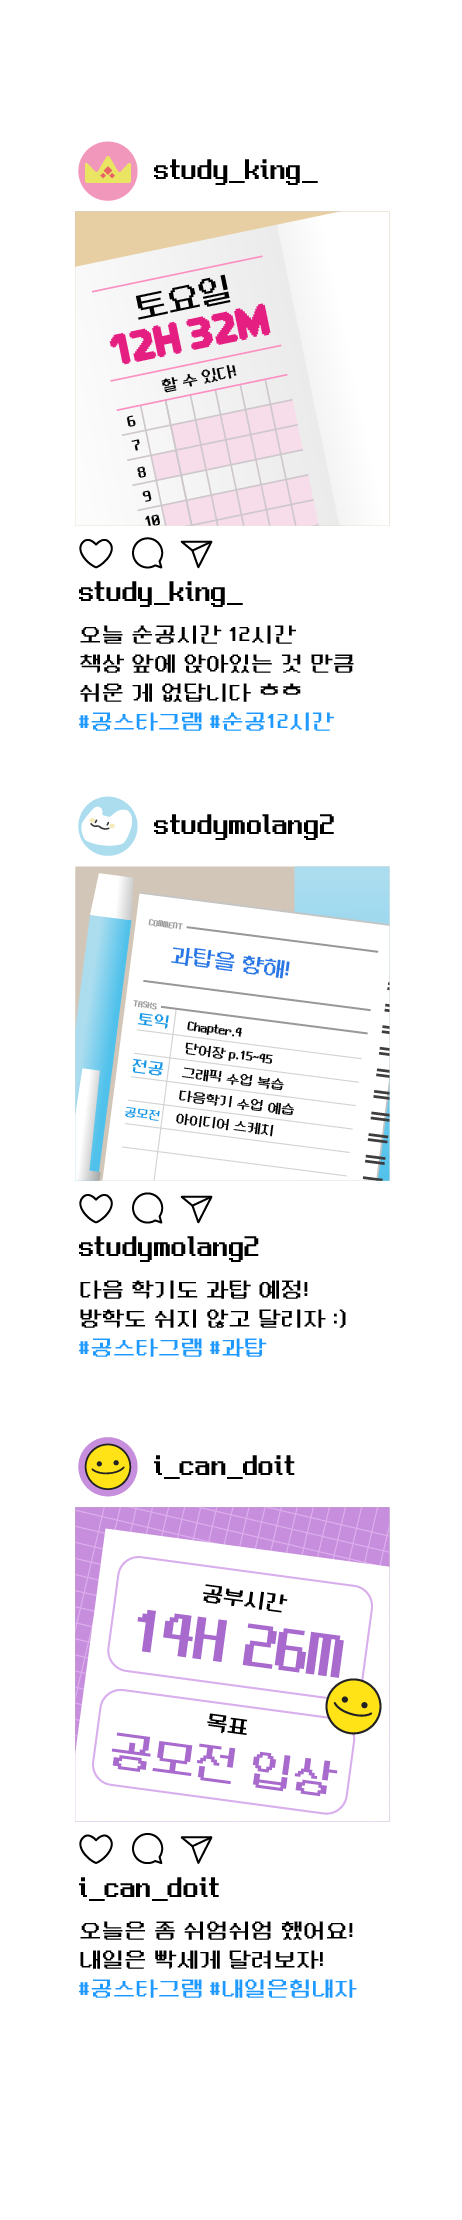 study_king_
토요일
12H 32M
할 수 있다!
6
7
8
9
10
study_king_
오늘 순공시간 12시간
책상 앞에 앉아있는 것 만큼
쉬운 게 없답니다 ㅎㅎ
#공스타그램 #순공12시간
studymolang2
COMMENT
과탑을 향해!
TASKS
토익 Chapter.4
단어장 p.15~45
전공 그래픽 수업 복습
다음학기 수업 예습
공모전 아이디어 스케치
studymolang2
다음 학기도 과탑 예정!
방학도 쉬지 않고 달리자 :)
#공스타그램 #과탑
i_can_doit
공부시간
14H 26M
목표
공모전 입상
i_can_doit
오늘은 좀 쉬엄쉬엄 했어요!
내일은 빡세게 달려보자!
#공스타그램 #내일은힘내자